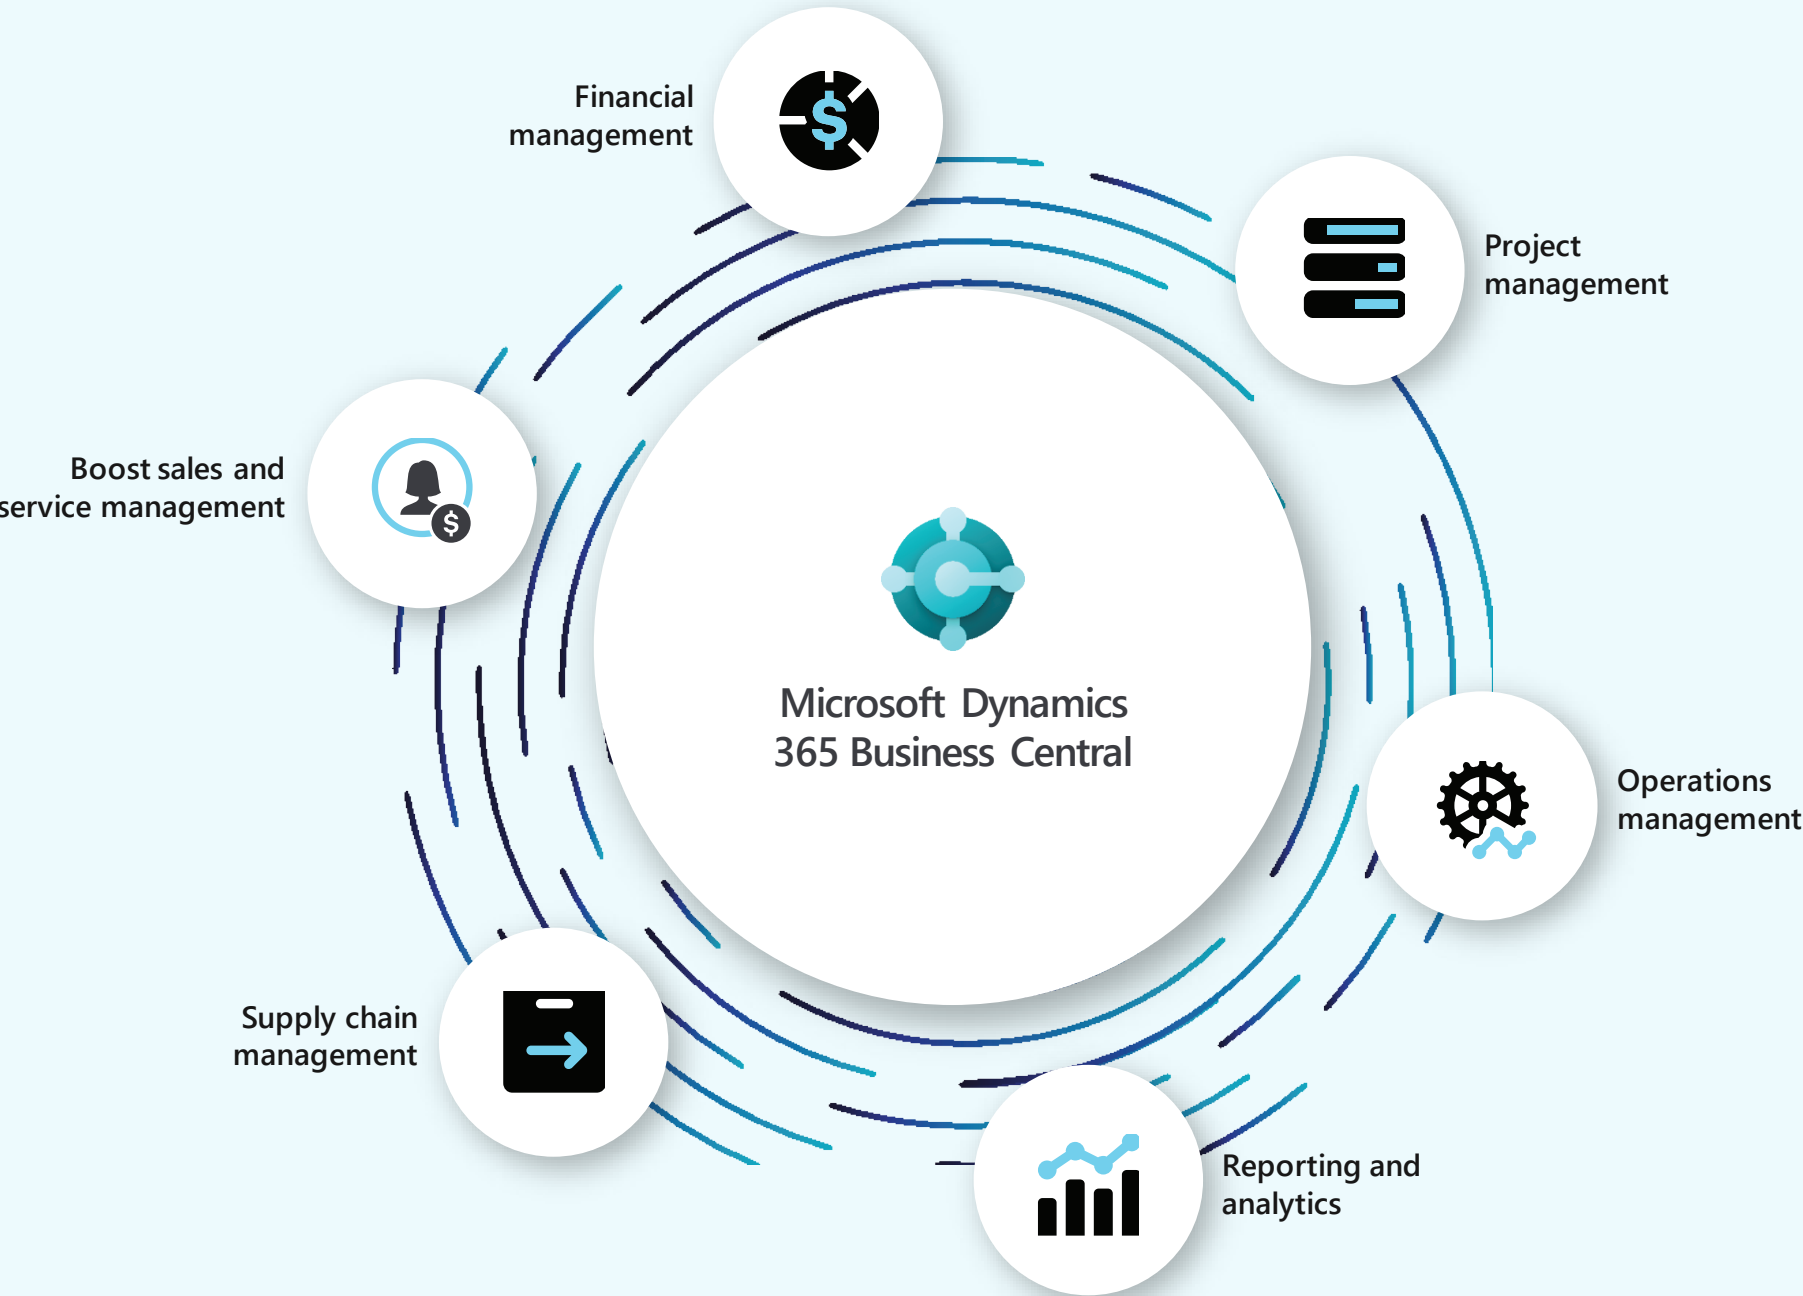 Financial
management
Project
management
Boost sales and
service management
Microsoft Dynamics
365 Business Central
Operations
management
Supply chain
management
Reporting and
analytics